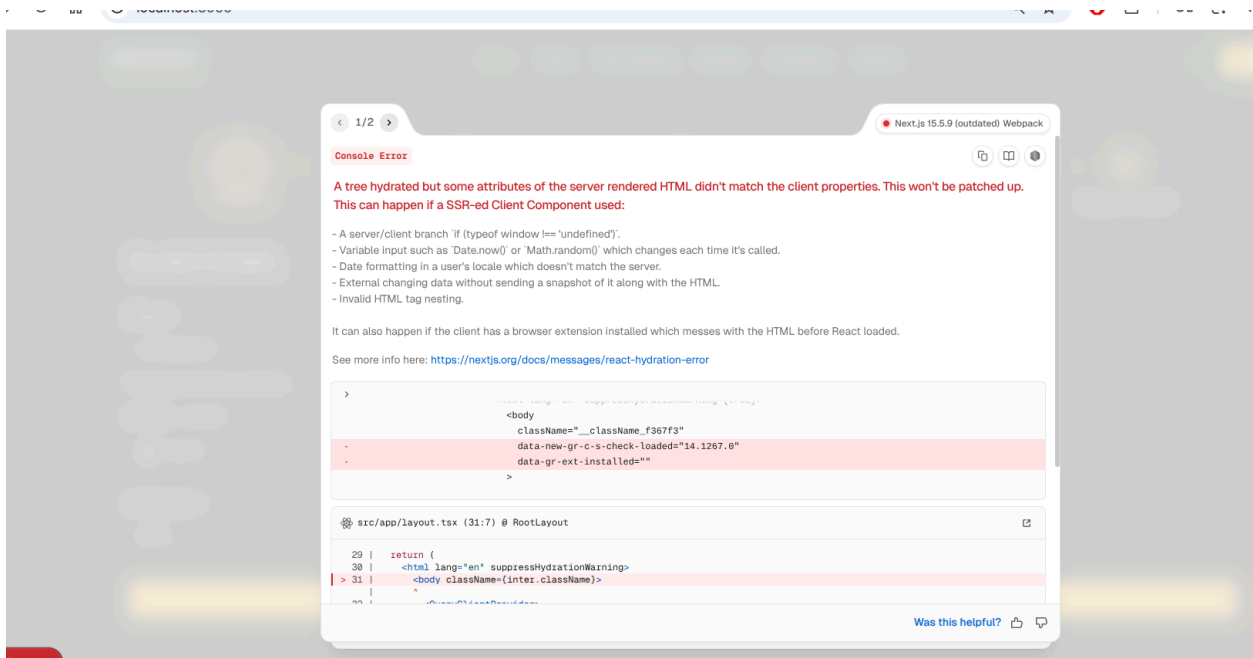 1/2
Next.js 15.5.9 (outdated) Webpack
Console Error
A tree hydrated but some attributes of the server rendered HTML didn't match the client properties. This won't be patched up.
This can happen if a SSR-ed Client Component used:
- A server/client branch `if (typeof window !== 'undefined')`.
- Variable input such as `Date.now()` or `Math.random()` which changes each time it's called.
- Date formatting in a user's locale which doesn't match the server.
- External changing data without sending a snapshot of it along with the HTML.
- Invalid HTML tag nesting.
It can also happen if the client has a browser extension installed which messes with the HTML before React loaded.
See more info here: https://nextjs.org/docs/messages/react-hydration-error
<body
className="__className_f367f3"
- data-new-gr-c-s-check-loaded="14.1267.0"
- data-gr-ext-installed=""
>
src/app/layout.tsx (31:7) @ RootLayout
29 | return (
30 | <html lang="en" suppressHydrationWarning>
> 31 | <body className={inter.className}>
| ^
Was this helpful?